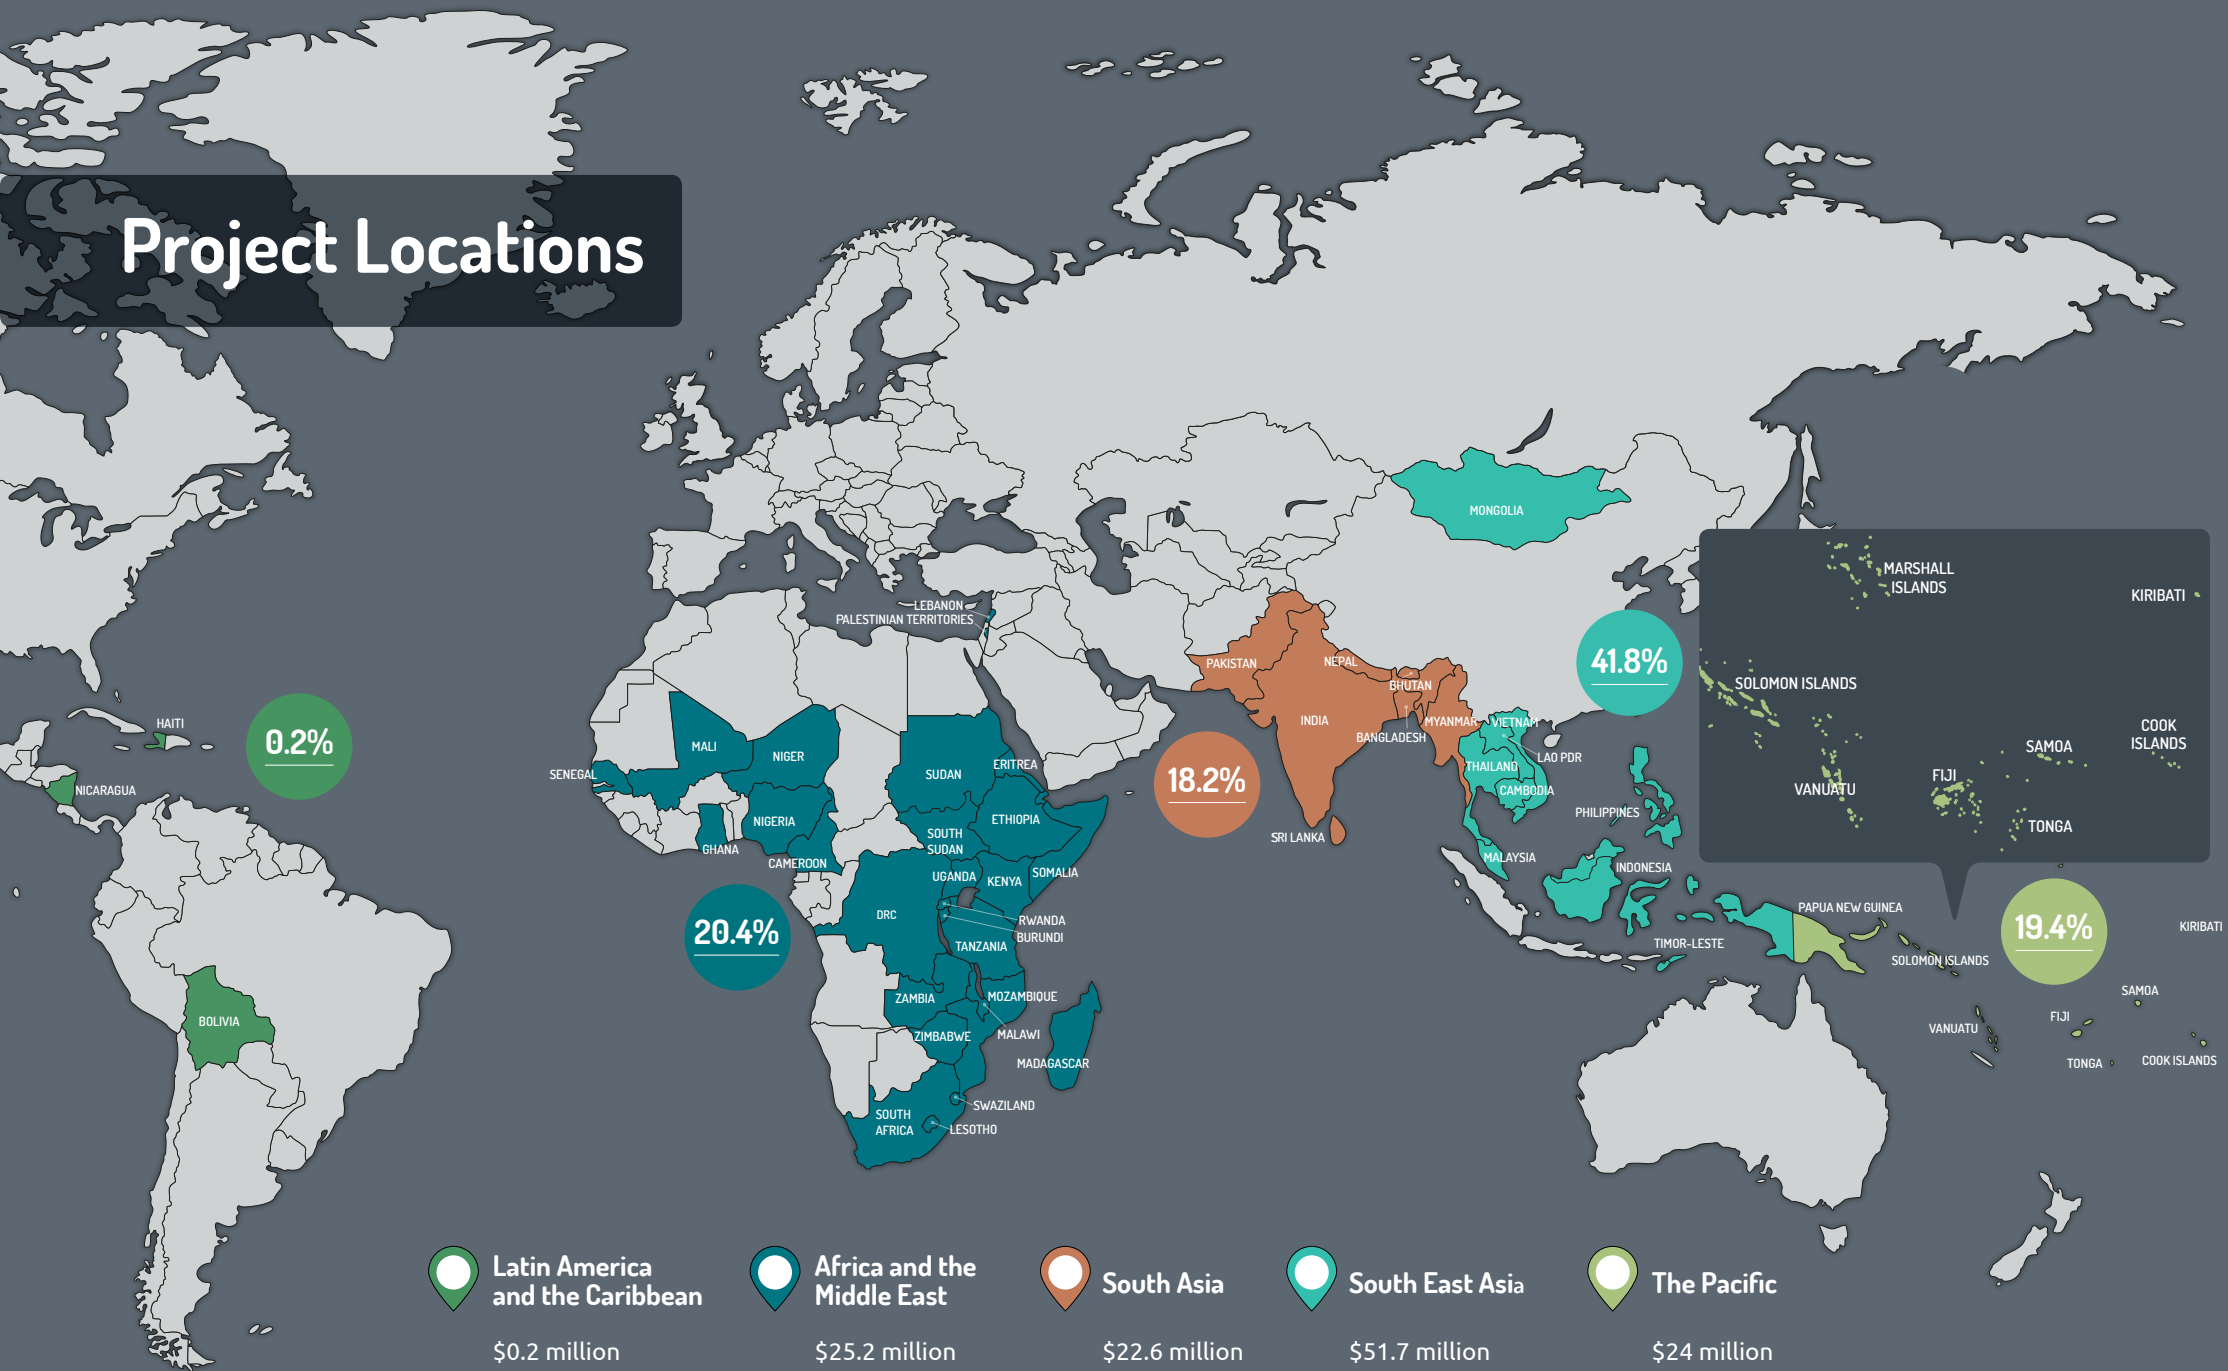 Project Locations
MONGOLIA
MARSHALL
ISLANDS
KIRIBATI
LEBANON
PALESTINIAN TERRITORIES
41.8%
PAKISTAN
NEPAL
BHUTAN
SOLOMON ISLANDS
HAITI
0.2%
INDIA
MYANMAR
VIETNAM
BANGLADESH
COOK
ISLANDS
SAMOA
MALI
NIGER
LAO PDR
SENEGAL
SUDAN
ERITREA
THAILAND
18.2%
FIJI
NICARAGUA
CAMBODIA
VANUATU
NIGERIA
ETHIOPIA
PHILIPPINES
TONGA
SOUTH
SUDAN
SRI LANKA
GHANA
CAMEROON
MALAYSIA
INDONESIA
UGANDA
KENYA
SOMALIA
DRC
RWANDA
BURUNDI
PAPUA NEW GUINEA
20.4%
19.4%
KIRIBATI
TANZANIA
TIMOR-LESTE
SOLOMON ISLANDS
ZAMBIA
MOZAMBIQUE
SAMOA
BOLIVIA
FIJI
VANUATU
ZIMBABWE
MALAWI
MADAGASCAR
TONGA
COOK ISLANDS
SWAZILAND
SOUTH
AFRICA
LESOTHO
Latin America
and the Caribbean
$0.2 million
Africa and the
Middle East
$25.2 million
South Asia
$22.6 million
South East Asia
$51.7 million
The Pacific
$24 million